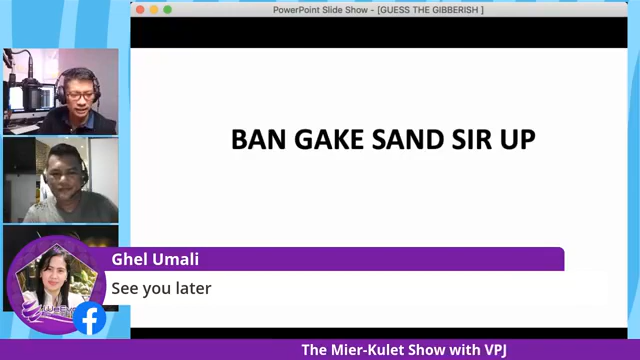 PowerPoint Slide Show - [GUESS THE GIBBERISH ]
BAN GAKE SAND SIR UP
Ghel Umali
See you later
The Mier-Kulet Show with VPJ